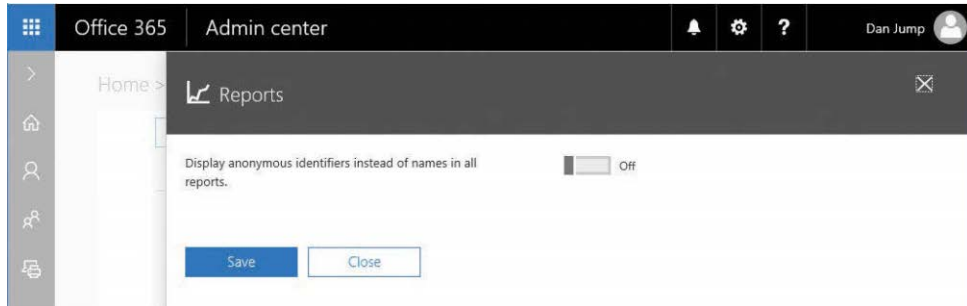 Office 365 Admin center ? Dan Jump
Home >
Reports
Display anonymous identifiers instead of names in all
reports.
Off
Save Close